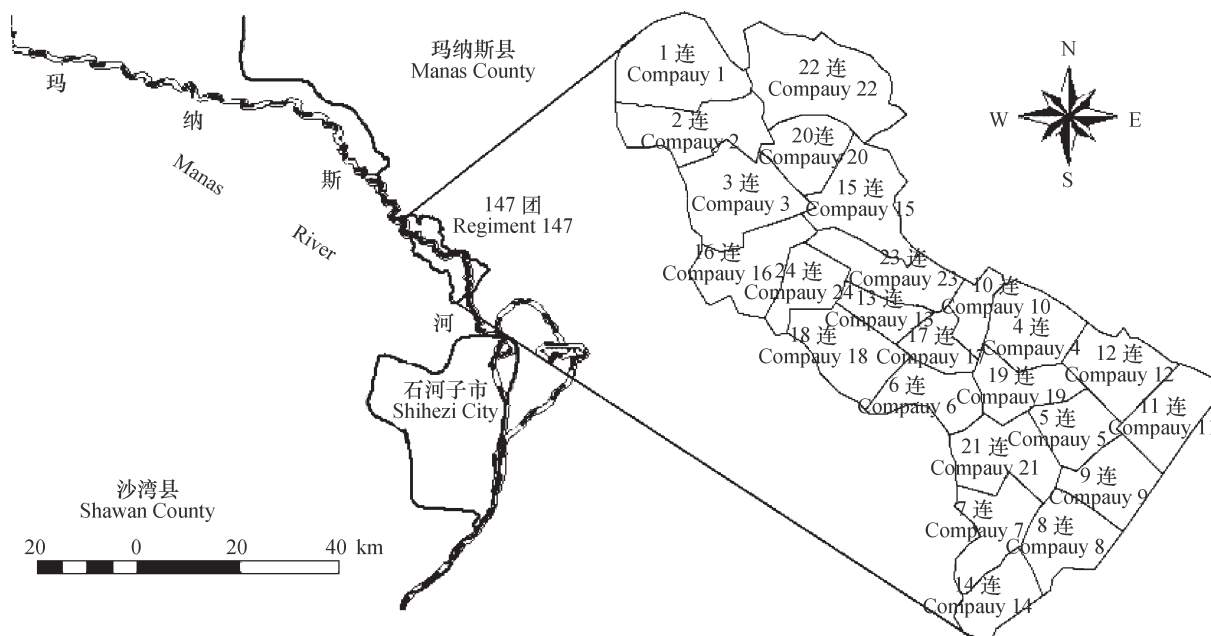 玛
纳
斯
河
Manas
River
玛纳斯县
Manas County
147 团
Regiment 147
石河子市
Shihezi City
沙湾县
Shawan County
20 0 20 40 km
N
W E
S
1 连
Compauy 1
22 连
Compauy 22
2 连
Compauy 2
20连
Compauy 20
3 连
Compauy 3
15 连
Compauy 15
16 连
Compauy 16
24 连
Compauy 24
23 连
Compauy 23
13 连
Compauy 13
10 连
Compauy 10
18 连
Compauy 18
17 连
Compauy 17
4 连
Compauy 4
12 连
Compauy 12
6 连
Compauy 6
19 连
Compauy 19
5 连
Compauy 5
11 连
Compauy 11
21 连
Compauy 21
9 连
Compauy 9
7 连
Compauy 7
8 连
Compauy 8
14 连
Compauy 14